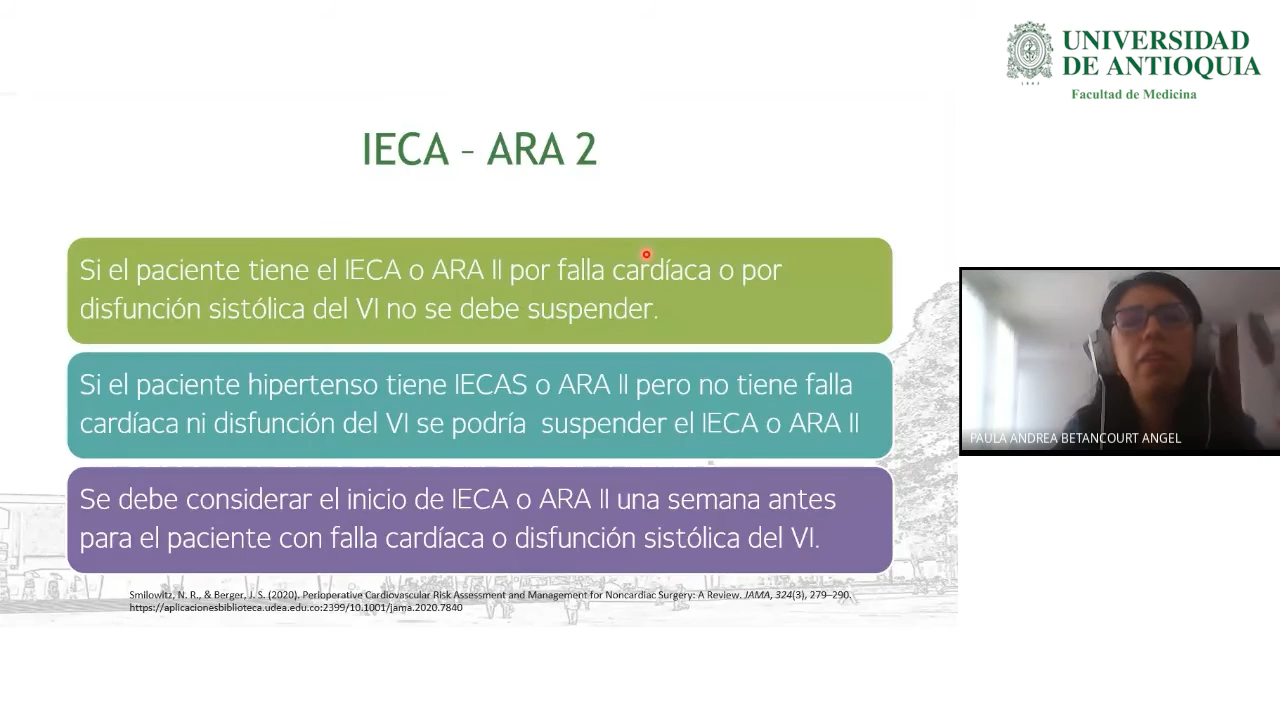 UNIVERSIDAD
DE ANTIOQUIA
1803
Facultad de Medicina
IECA – ARA 2
Si el paciente tiene el IECA o ARA II por falla cardíaca o por
disfunción sistólica del VI no se debe suspender.
Si el paciente hipertenso tiene IECAS o ARA II pero no tiene falla
cardíaca ni disfunción del VI se podría  suspender el IECA o ARA II
Se debe considerar el inicio de IECA o ARA II una semana antes
para el paciente con falla cardíaca o disfunción sistólica del VI.
Smilowitz, N. R., & Berger, J. S. (2020). Perioperative Cardiovascular Risk Assessment and Management for Noncardiac Surgery: A Review. JAMA, 324(3), 279–290.
https://aplicacionesbiblioteca.udea.edu.co:2399/10.1001/jama.2020.7840
PAULA ANDREA BETANCOURT ANGEL